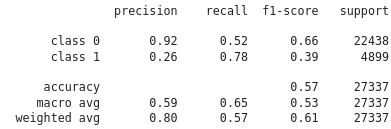 precision recall f1-score support
class 0 0.92 0.52 0.66 22438
class 1 0.26 0.78 0.39 4899
accuracy 0.57 27337
macro avg 0.59 0.65 0.53 27337
weighted avg 0.80 0.57 0.61 27337